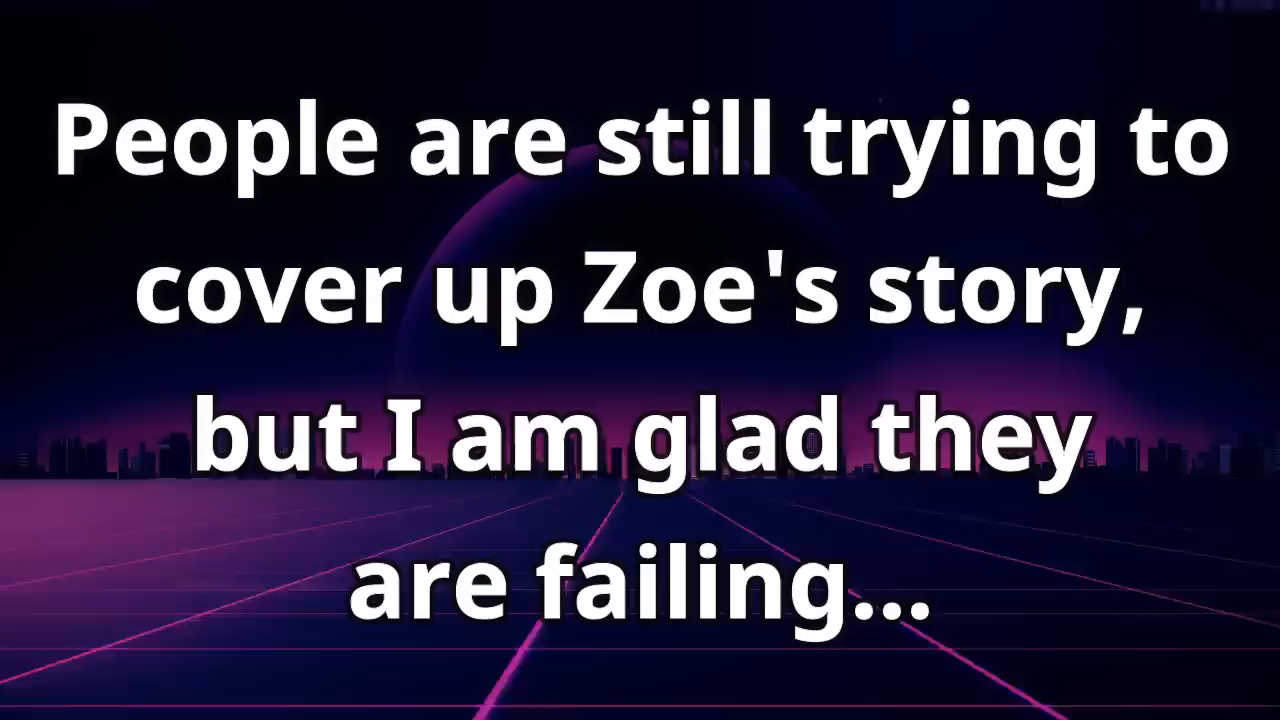 People are still trying to
cover up Zoe's story,
but I am glad they
are failing...